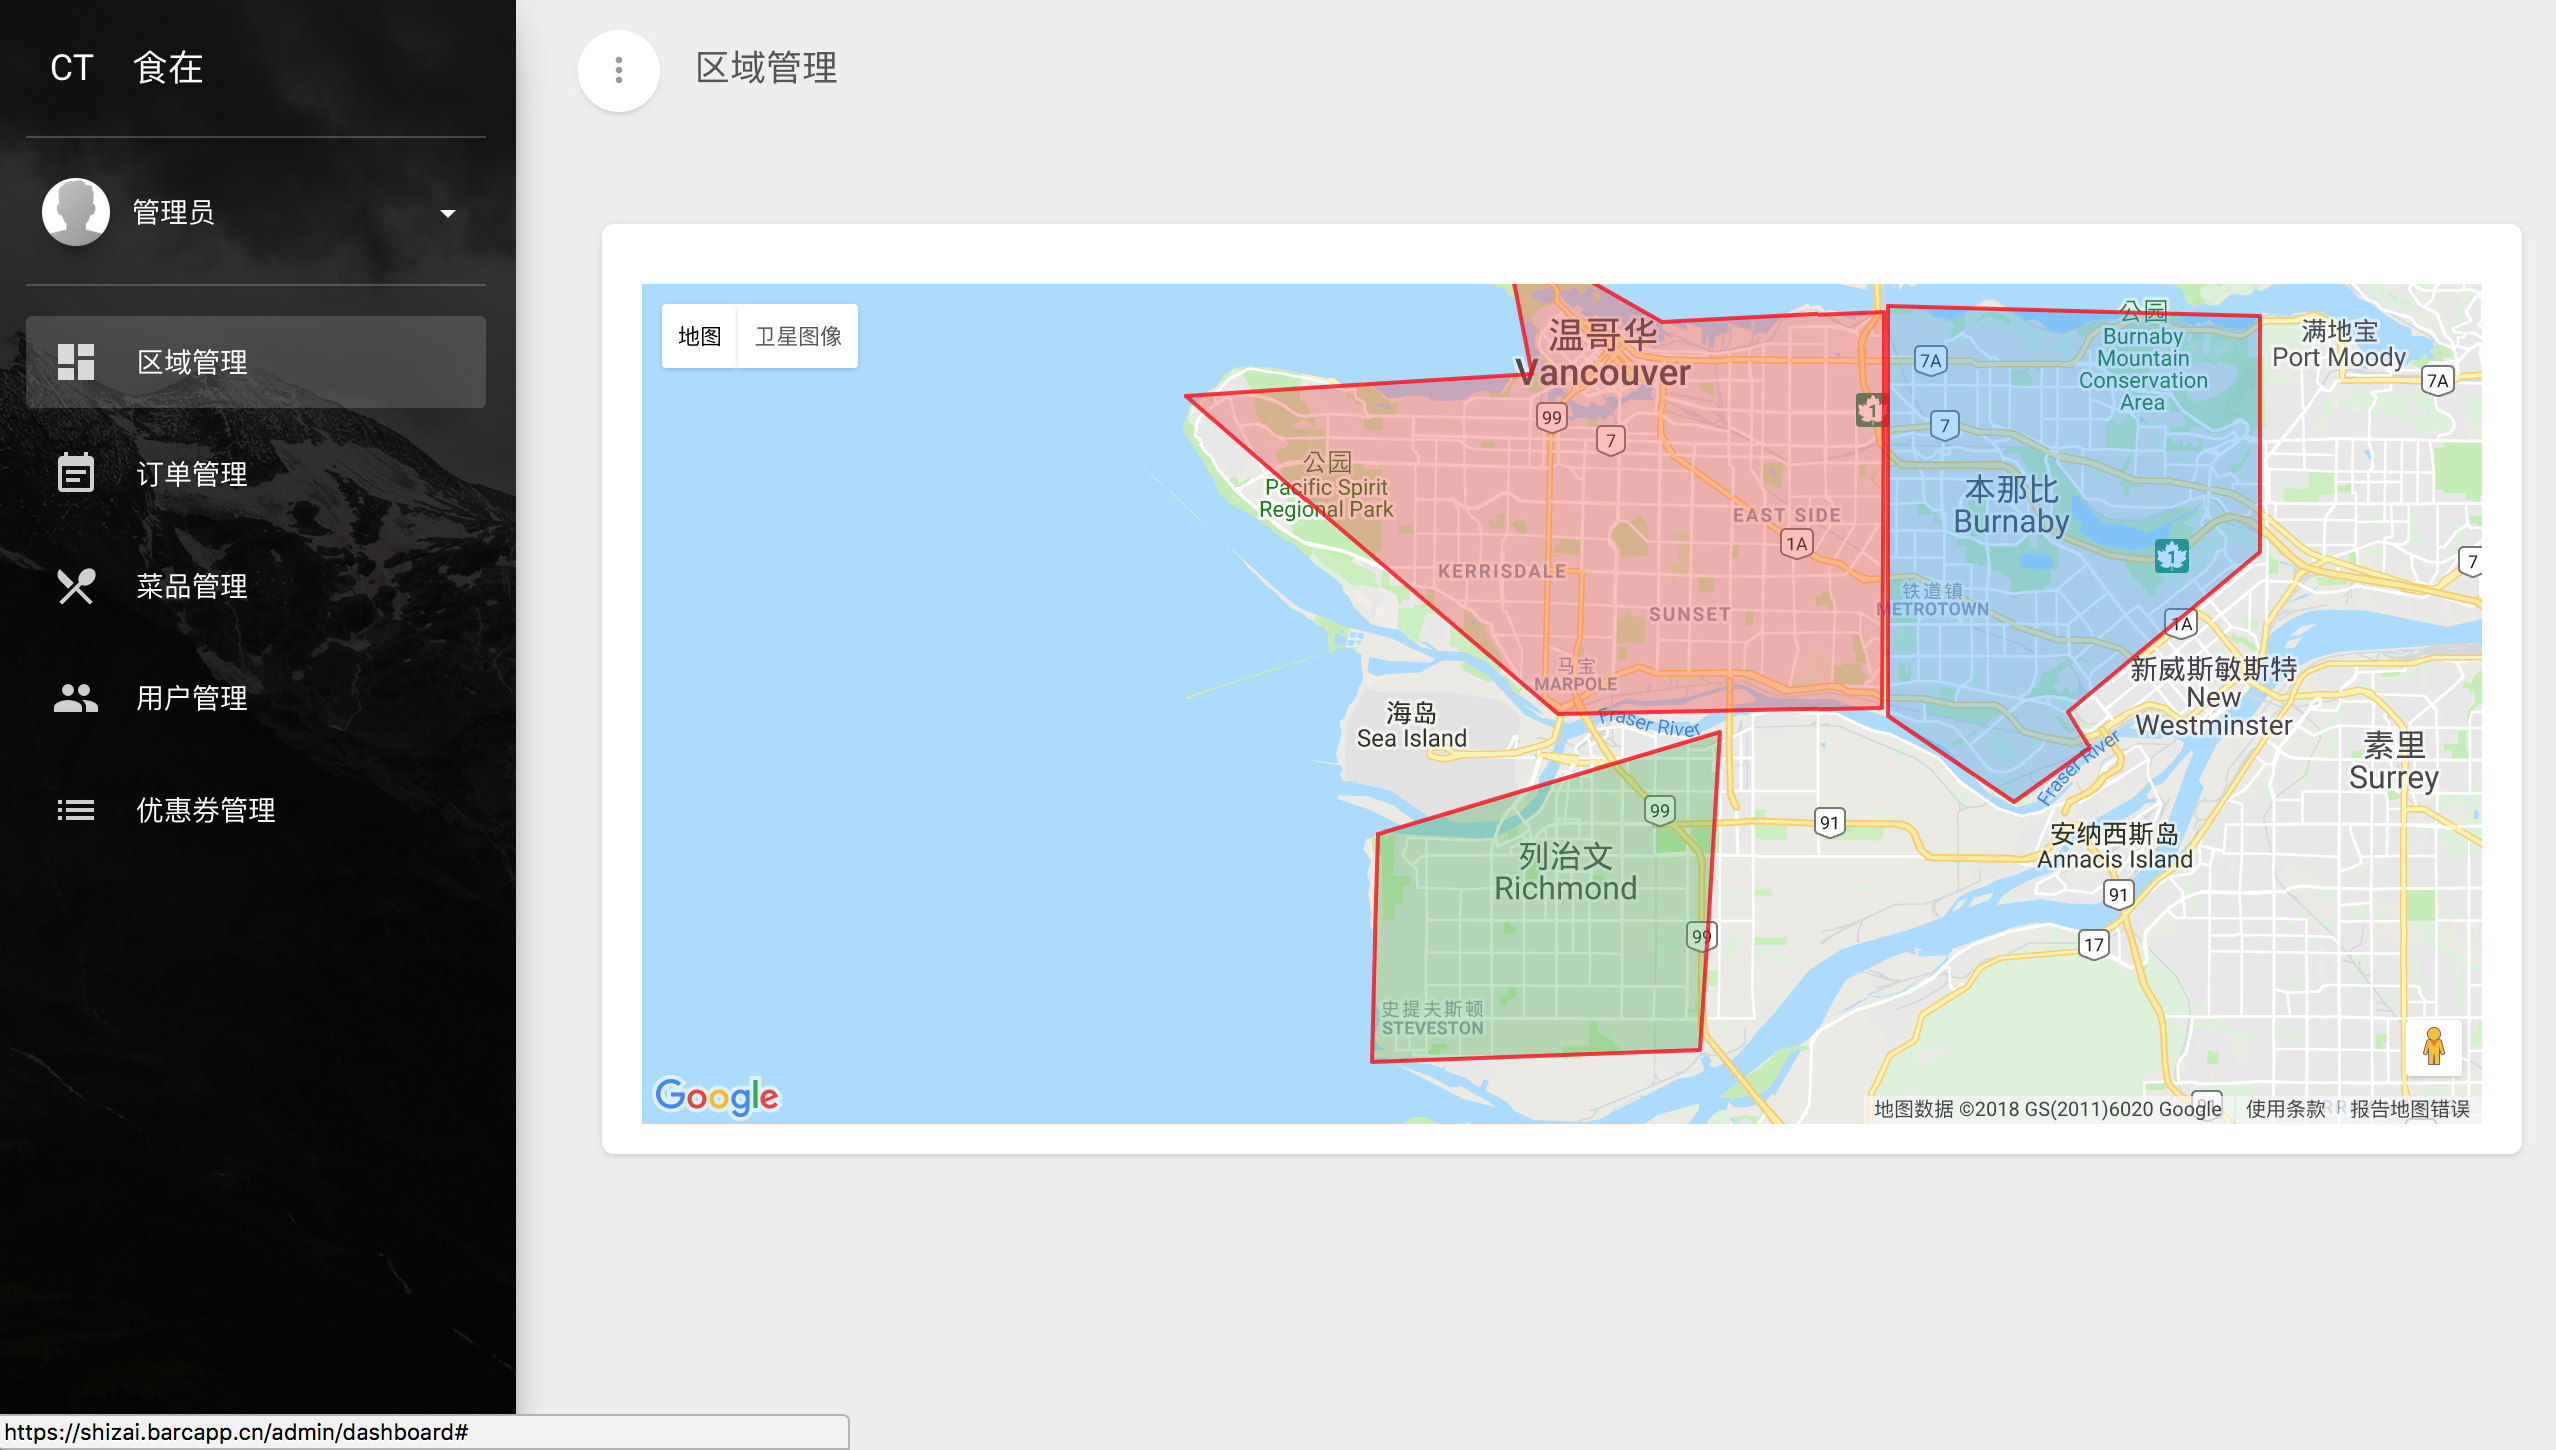 CT 食在
管理员
区域管理
订单管理
菜品管理
用户管理
优惠券管理
区域管理
地图 卫星图像
温哥华
Vancouver
公园
Burnaby
Mountain
Conservation
Area
满地宝
Port Moody
7A
7A
99
7
1
7
公园
Pacific Spirit
Regional Park
本那比
Burnaby
EAST SIDE
1A
1
7
KERRISDALE
铁道镇
METROTOWN
SUNSET
1A
马宝
MARPOLE
新威斯敏斯特
New
Westminster
海岛
Sea Island
Fraser River
Fraser River
素里
Surrey
99
91
安纳西斯岛
Annacis Island
列治文
Richmond
91
99
17
史提夫斯顿
STEVESTON
Google
91
地图数据 ©2018 GS(2011)6020 Google 使用条款 报告地图错误
https://shizai.barcapp.cn/admin/dashboard#